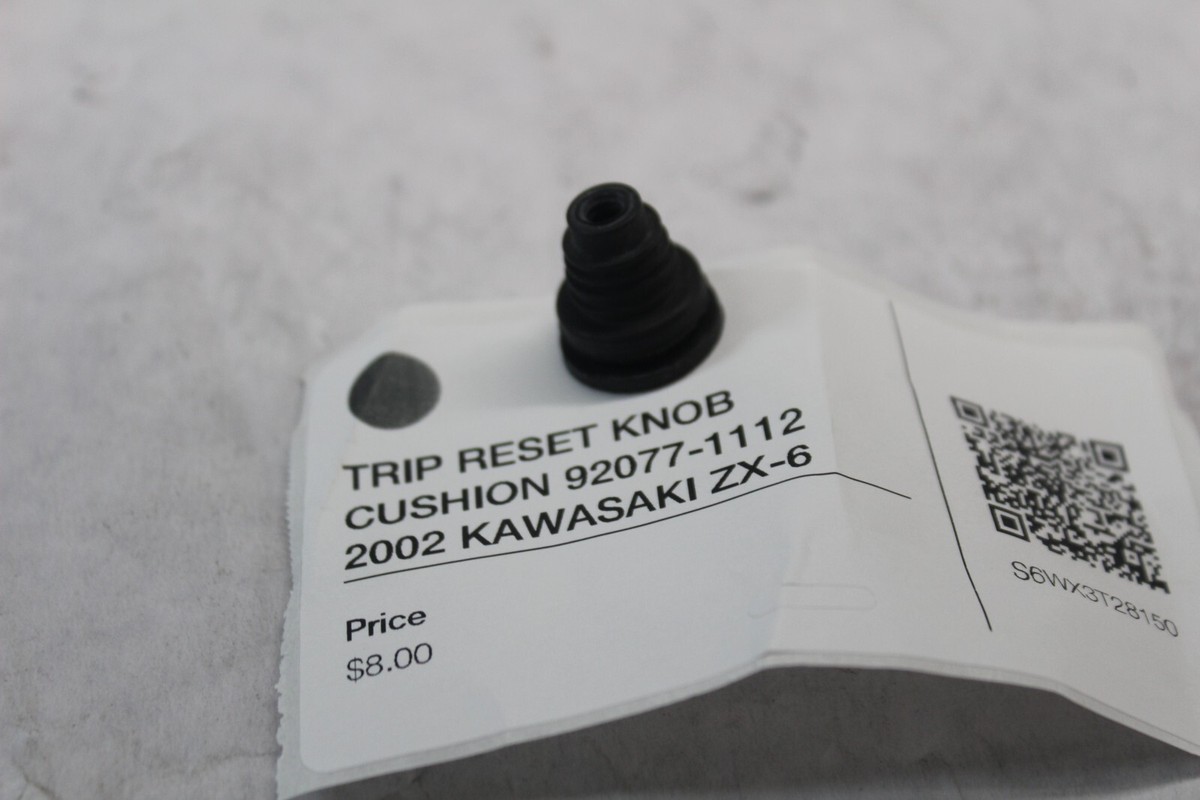 TRIP RESET KNOB
CUSHION 92077-1112
2002 KAWASAKI ZX-6
Price
$8.00
S6WX3T28150